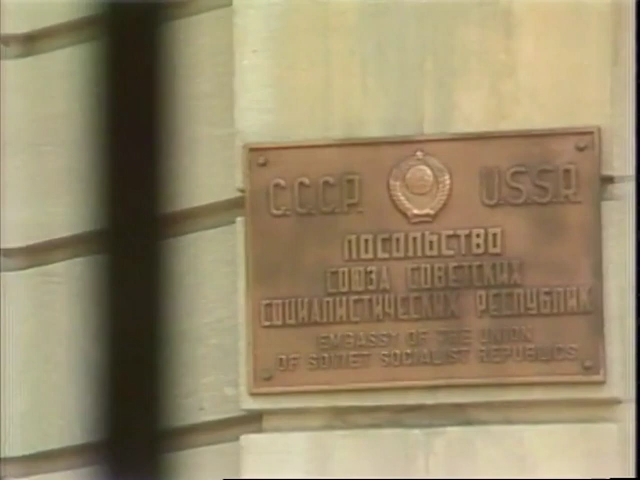 С.С.С.Р. U.S.S.R.
ПОСОЛЬСТВО
СОЮЗА СОВЕТСКИХ
СОЦИАЛИСТИЧЕСКИХ РЕСПУБЛИК
EMBASSY OF THE UNION
OF SOVIET SOCIALIST REPUBLICS